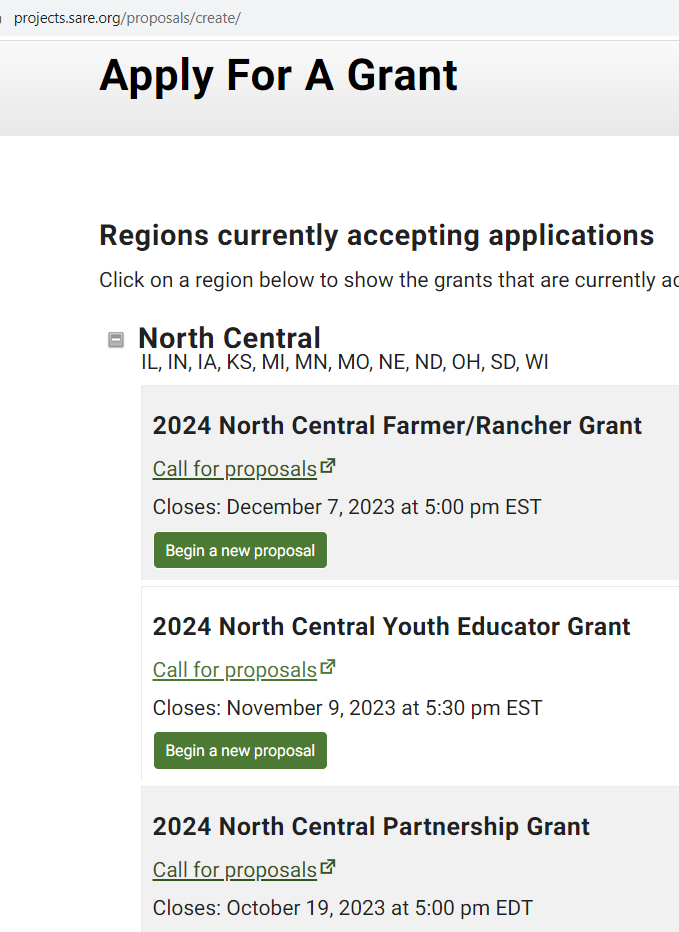 projects.sare.org/proposals/create/
Apply For A Grant
Regions currently accepting applications
Click on a region below to show the grants that are currently
North Central
IL, IN, IA, KS, MI, MN, MO, NE, ND, OH, SD, WI
2024 North Central Farmer/Rancher Grant
Call for proposals
Closes: December 7, 2023 at 5:00 pm EST
Begin a new proposal
2024 North Central Youth Educator Grant
Call for proposals
Closes: November 9, 2023 at 5:30 pm EST
Begin a new proposal
2024 North Central Partnership Grant
Call for proposals
Closes: October 19, 2023 at 5:00 pm EDT